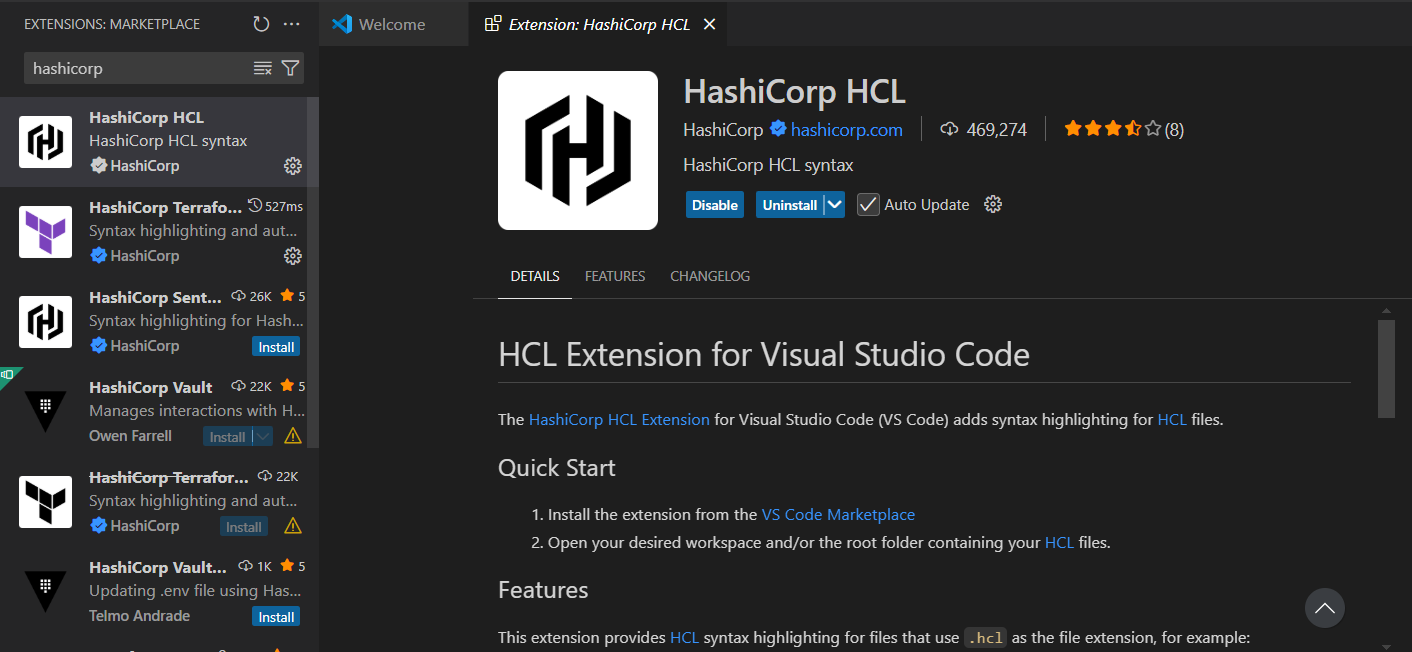 EXTENSIONS: MARKETPLACE
hashicorp
HashiCorp HCL
HashiCorp HCL syntax
HashiCorp
HashiCorp Terrafo... 527ms
Syntax highlighting and aut...
HashiCorp
HashiCorp Sent... 26K 5
Syntax highlighting for Hash...
HashiCorp Install
HashiCorp Vault 22K 5
Manages interactions with H...
Owen Farrell Install
HashiCorp Terrafor... 22K
Syntax highlighting and aut...
HashiCorp Install
HashiCorp Vault... 1K 5
Updating .env file using Has...
Telmo Andrade Install
Welcome
Extension: HashiCorp HCL
HashiCorp HCL
HashiCorp hashicorp.com 469,274 (8)
HashiCorp HCL syntax
Disable Uninstall Auto Update
DETAILS FEATURES CHANGELOG
HCL Extension for Visual Studio Code
The HashiCorp HCL Extension for Visual Studio Code (VS Code) adds syntax highlighting for HCL files.
Quick Start
1. Install the extension from the VS Code Marketplace
2. Open your desired workspace and/or the root folder containing your HCL files.
Features
This extension provides HCL syntax highlighting for files that use .hcl as the file extension, for example: